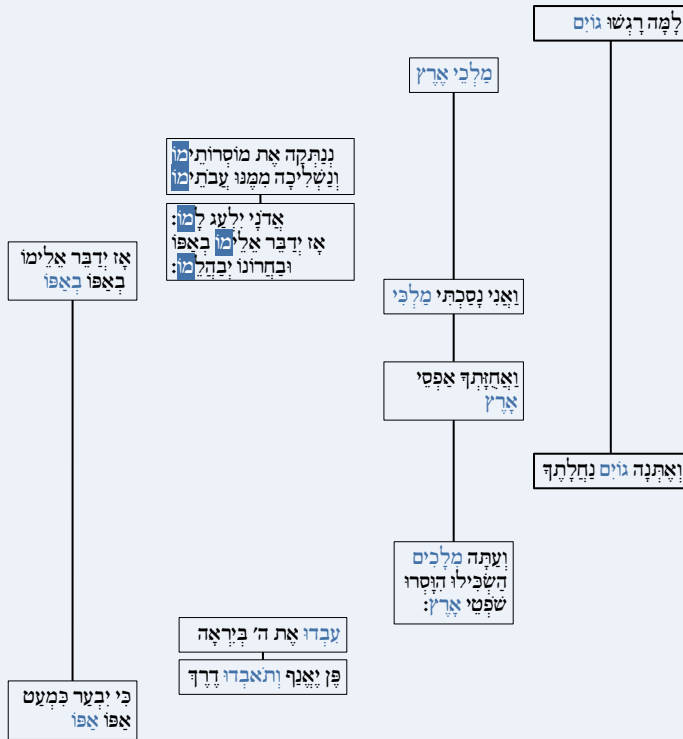 לָמָּה רָגְשׁוּ גוֹיִם
מַלְכֵי אֶרֶץ
נְנַתְּקָה אֶת מוֹסְרוֹתֵימוֹ
וְנַשְׁלִיכָה מִמֶּנּוּ עֲבֹתֵימוֹ
אֲדֹנָי יִלְעַג לָמוֹ:
אָז יְדַבֵּר אֵלֵימוֹ בְאַפּוֹ
וּבַחֲרוֹנוֹ יְבַהֲלֵמוֹ:
אָז יְדַבֵּר אֵלֵימוֹ
בְאַפּוֹ בְאַפּוֹ
וַאֲנִי נָסַכְתִּי מַלְכִּי
וַאֲחֻזָּתְךָ אַפְסֵי
אָרֶץ
וְאֶתְּנָה גוֹיִם נַחֲלָתֶךָ
וְעַתָּה מְלָכִים
הַשְׂכִּילוּ הִוָּסְרוּ
שֹׁפְטֵי אָרֶץ:
עִבְדוּ אֶת ה' בְּיִרְאָה
פֶּן יֶאֱנַף וְתֹאבְדוּ דֶרֶךְ
כִּי יִבְעַר כִּמְעַט
אַפּוֹ אַפּוֹ